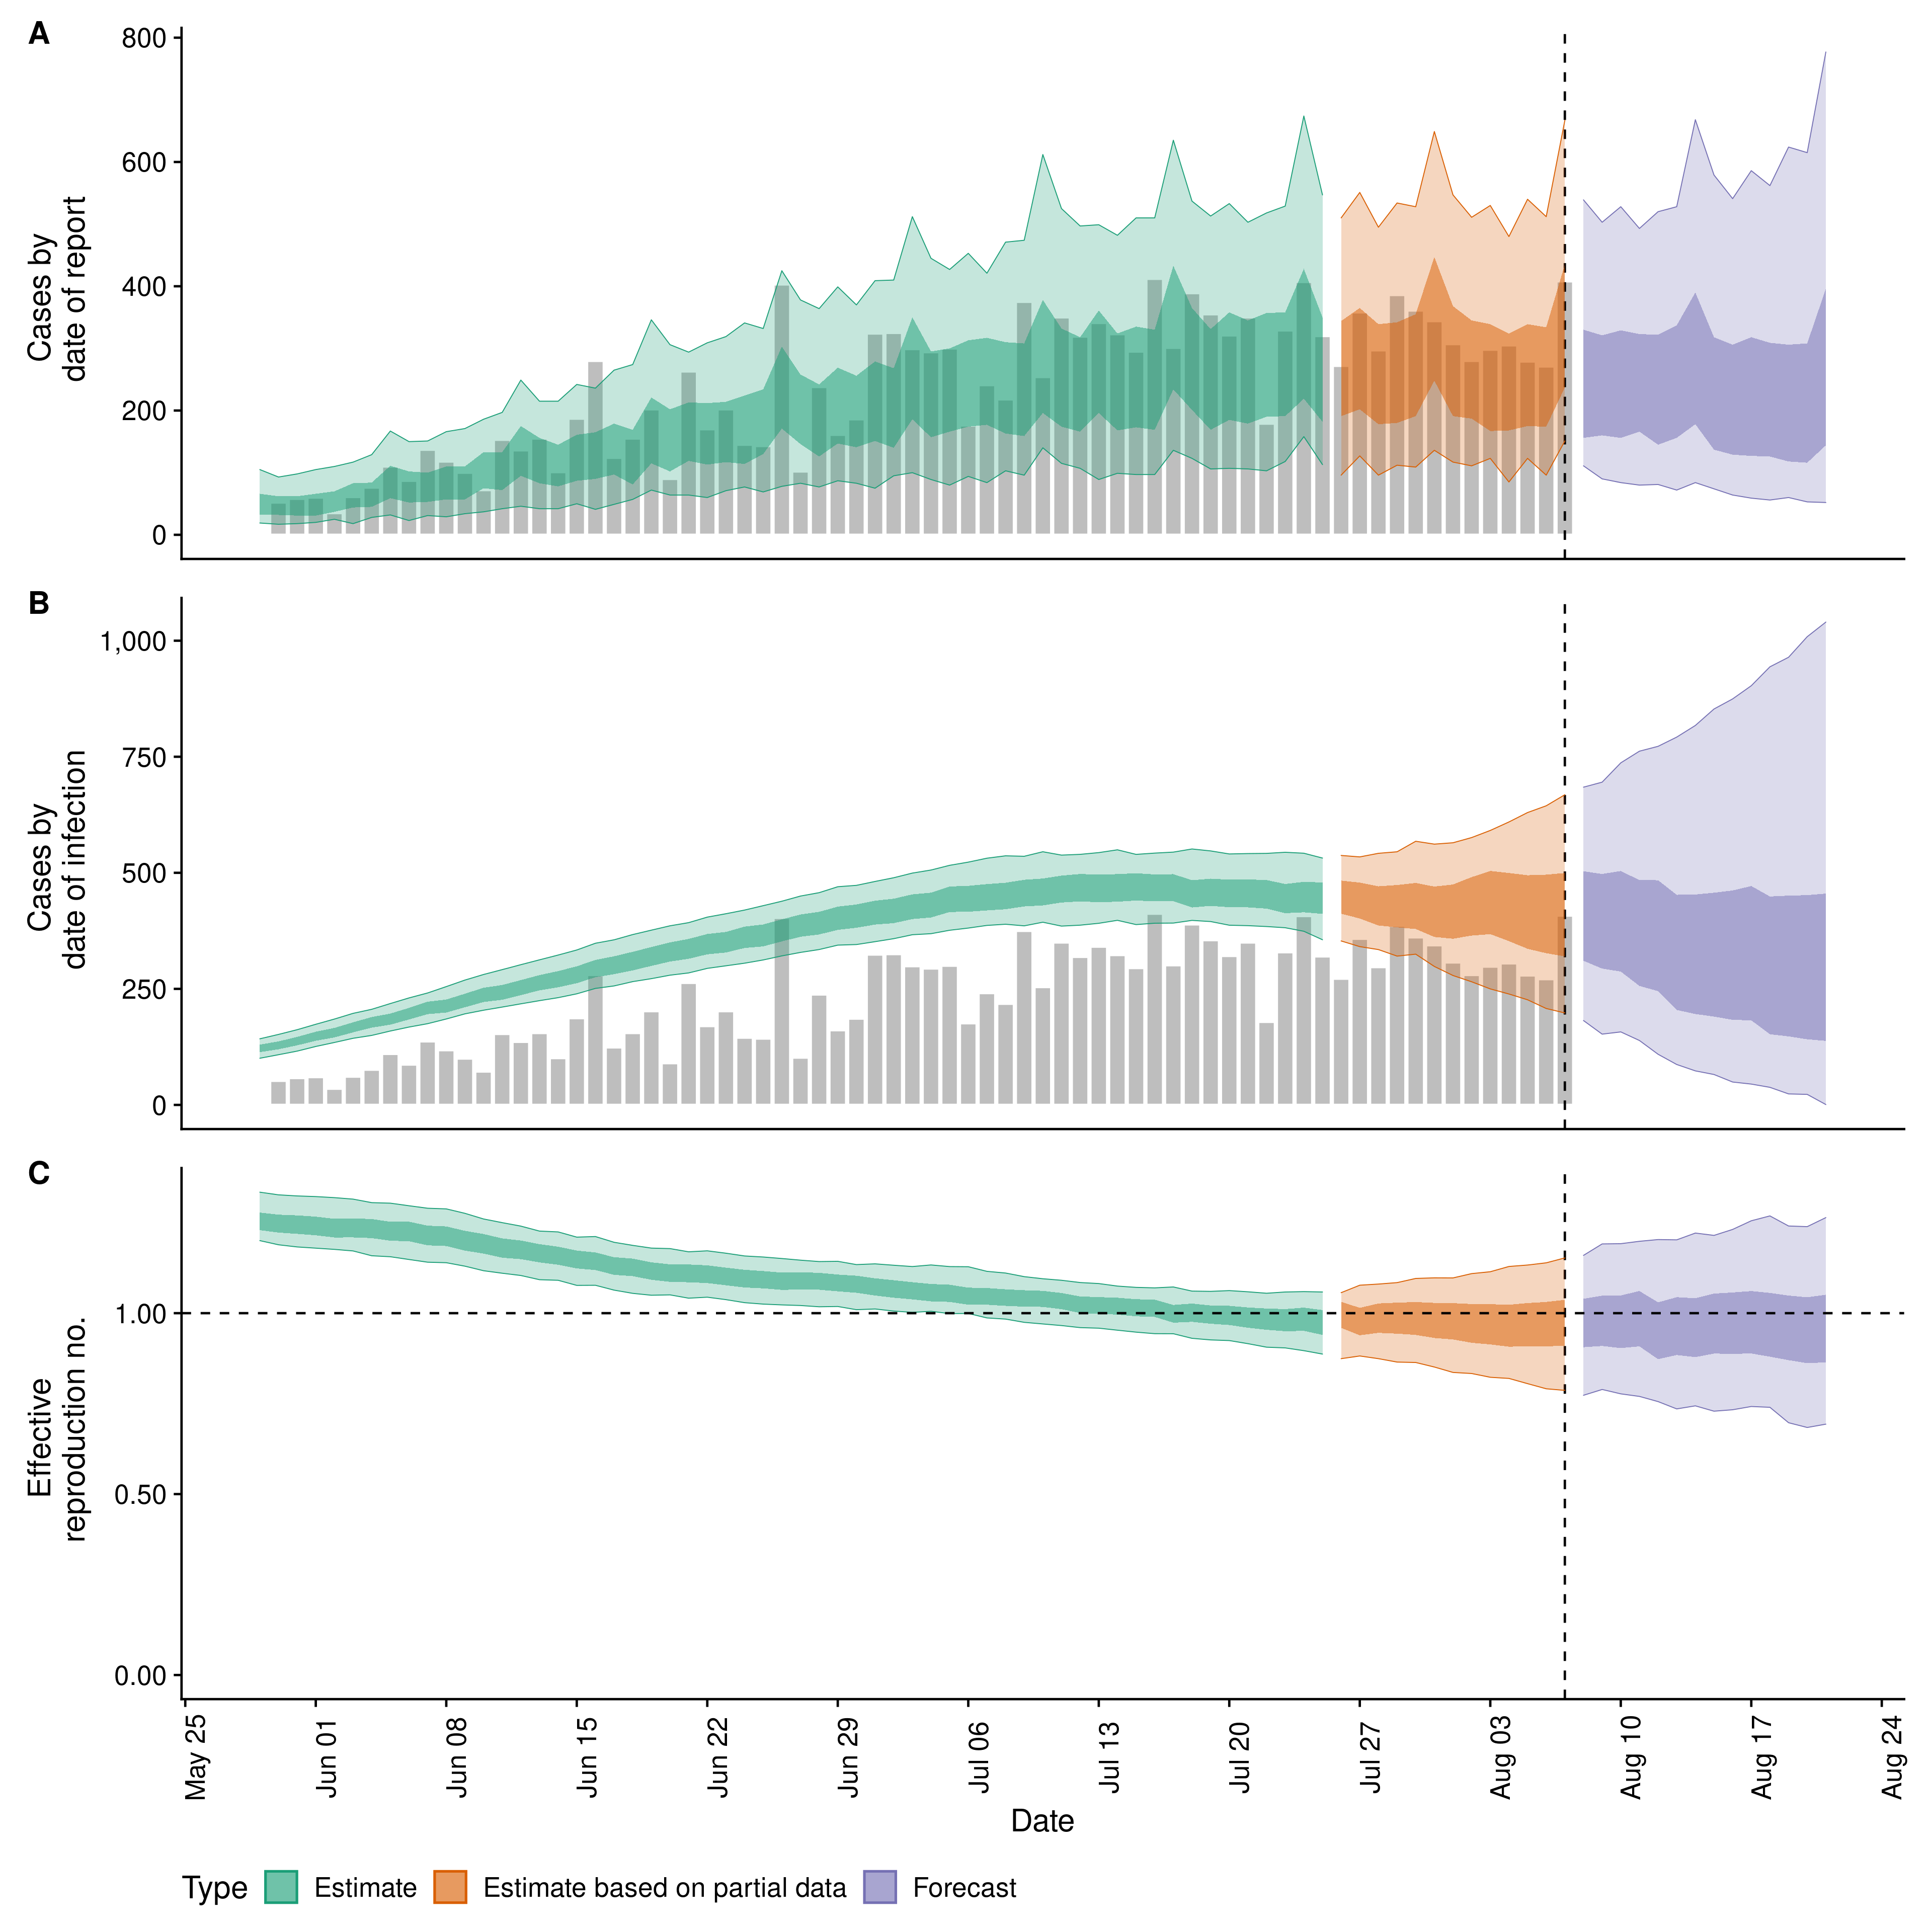 A
800
600
400
200
0
Cases by
date of report
B
1,000
750
500
250
0
Cases by
date of infection
C
1.00
0.50
0.00
Effective
reproduction no.
May 25
Jun 01
Jun 08
Jun 15
Jun 22
Jun 29
Jul 06
Jul 13
Jul 20
Jul 27
Aug 03
Aug 10
Aug 17
Aug 24
Date
Type Estimate Estimate based on partial data Forecast